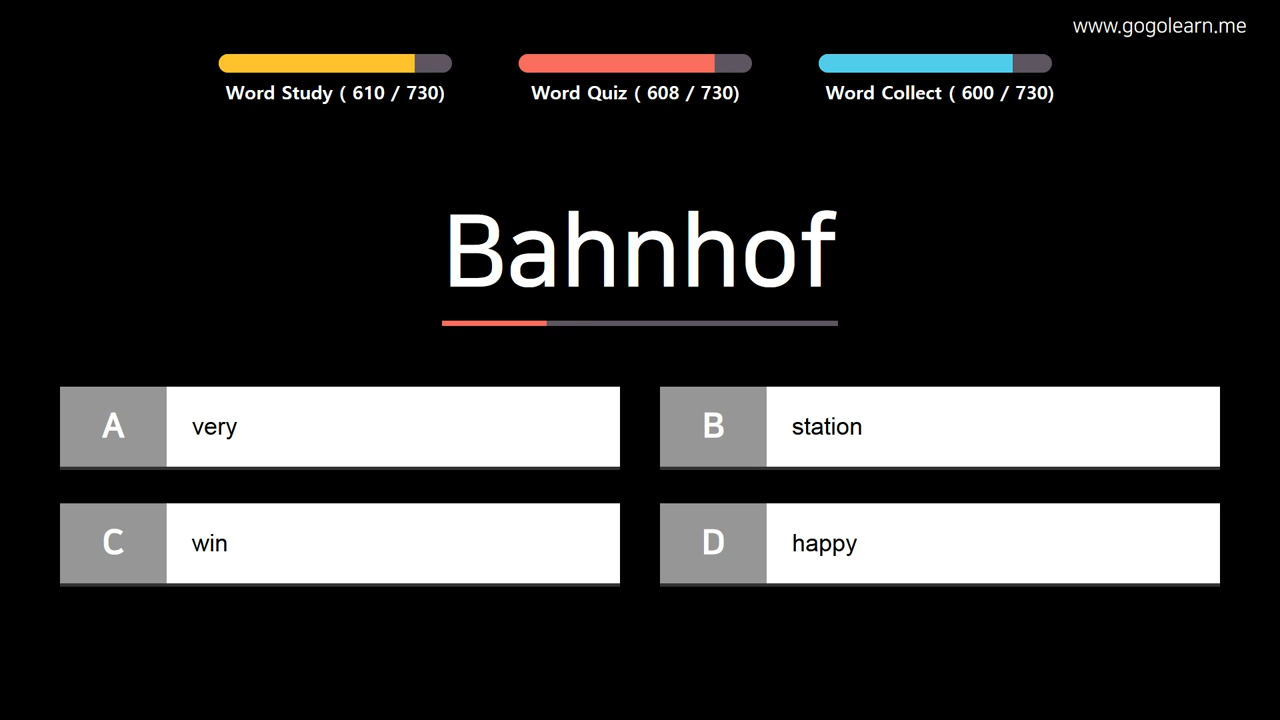 www.gogolearn.me
Word Study ( 610 / 730)
Word Quiz ( 608 / 730)
Word Collect ( 600 / 730)
Bahnhof
A very
B station
C win
D happy